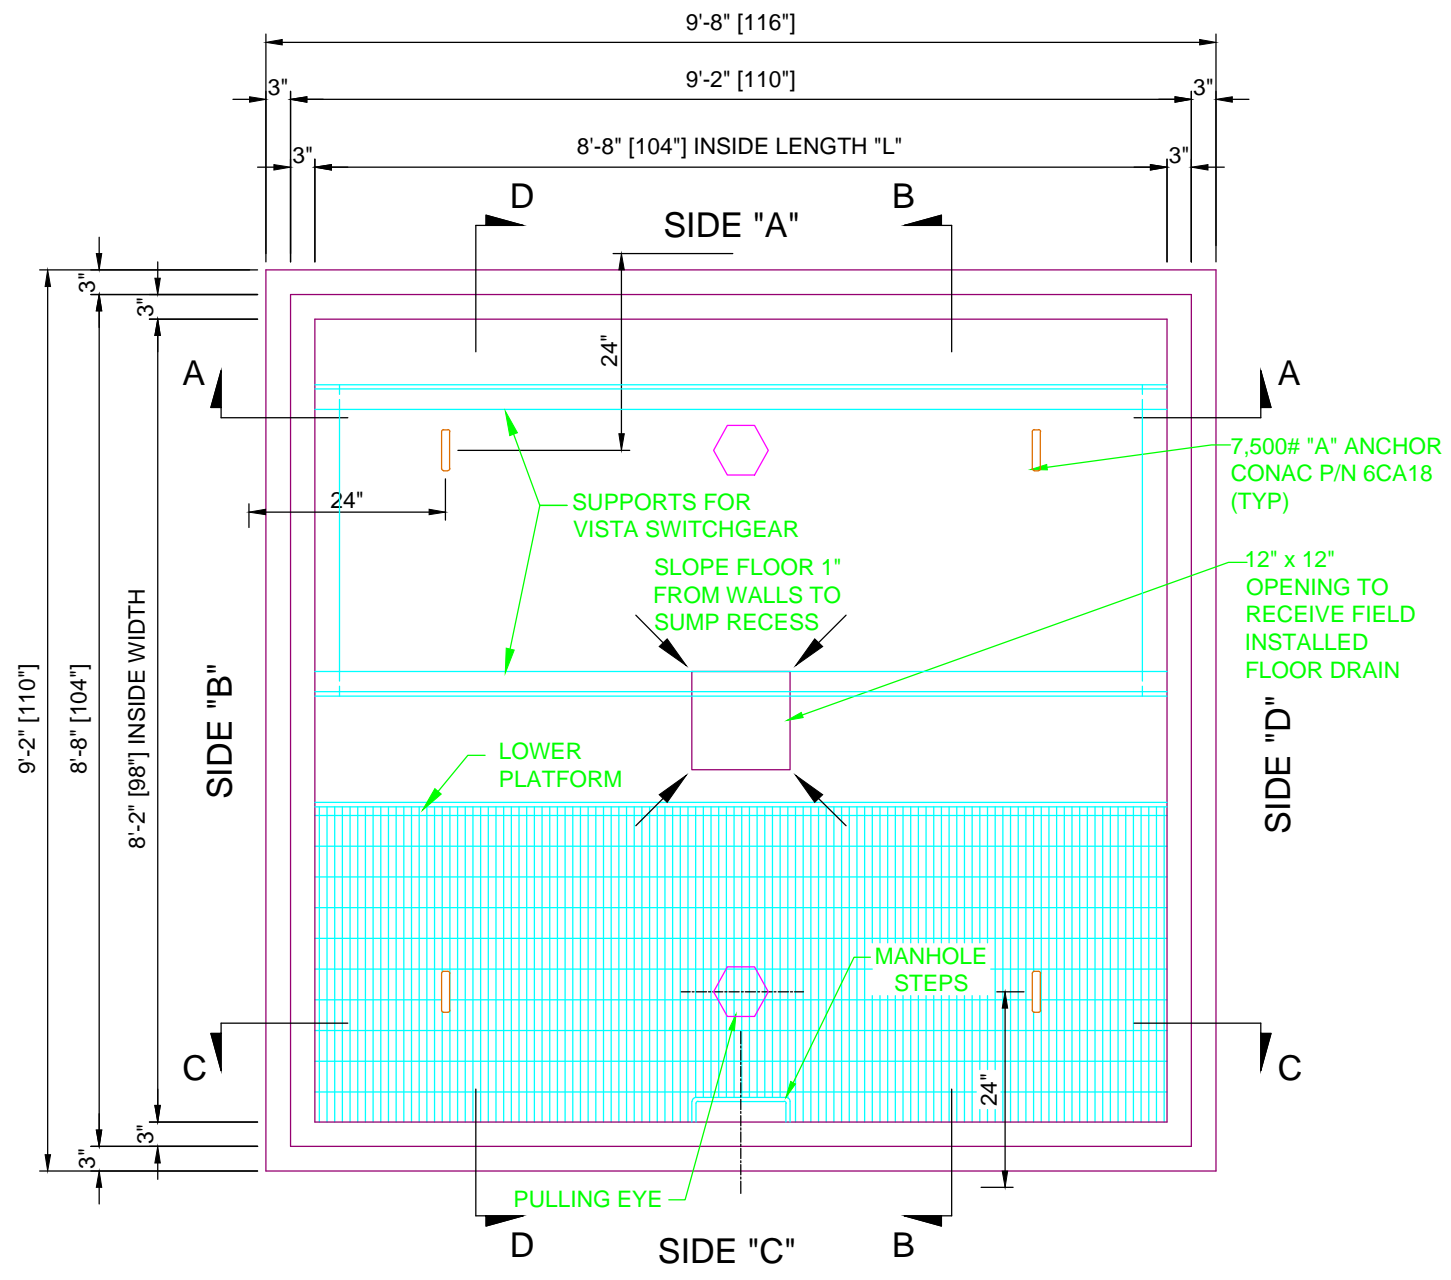 9'-8" [116"]
3"
9'-2" [110"]
3"
3"
8'-8" [104"] INSIDE LENGTH "L"
3"
D
B
SIDE "A"
3"
3"
24"
A
A
7,500# "A" ANCHOR
CONAC P/N 6CA18
(TYP)
24"
SUPPORTS FOR
VISTA SWITCHGEAR
12" x 12"
OPENING TO
RECEIVE FIELD
INSTALLED
FLOOR DRAIN
SLOPE FLOOR 1"
FROM WALLS TO
SUMP RECESS
9'-2" [110"]
8'-8" [104"]
8'-2" [98"] INSIDE WIDTH
SIDE "B"
SIDE "D"
LOWER
PLATFORM
MANHOLE
STEPS
C
C
24"
3"
3"
PULLING EYE
D
SIDE "C"
B